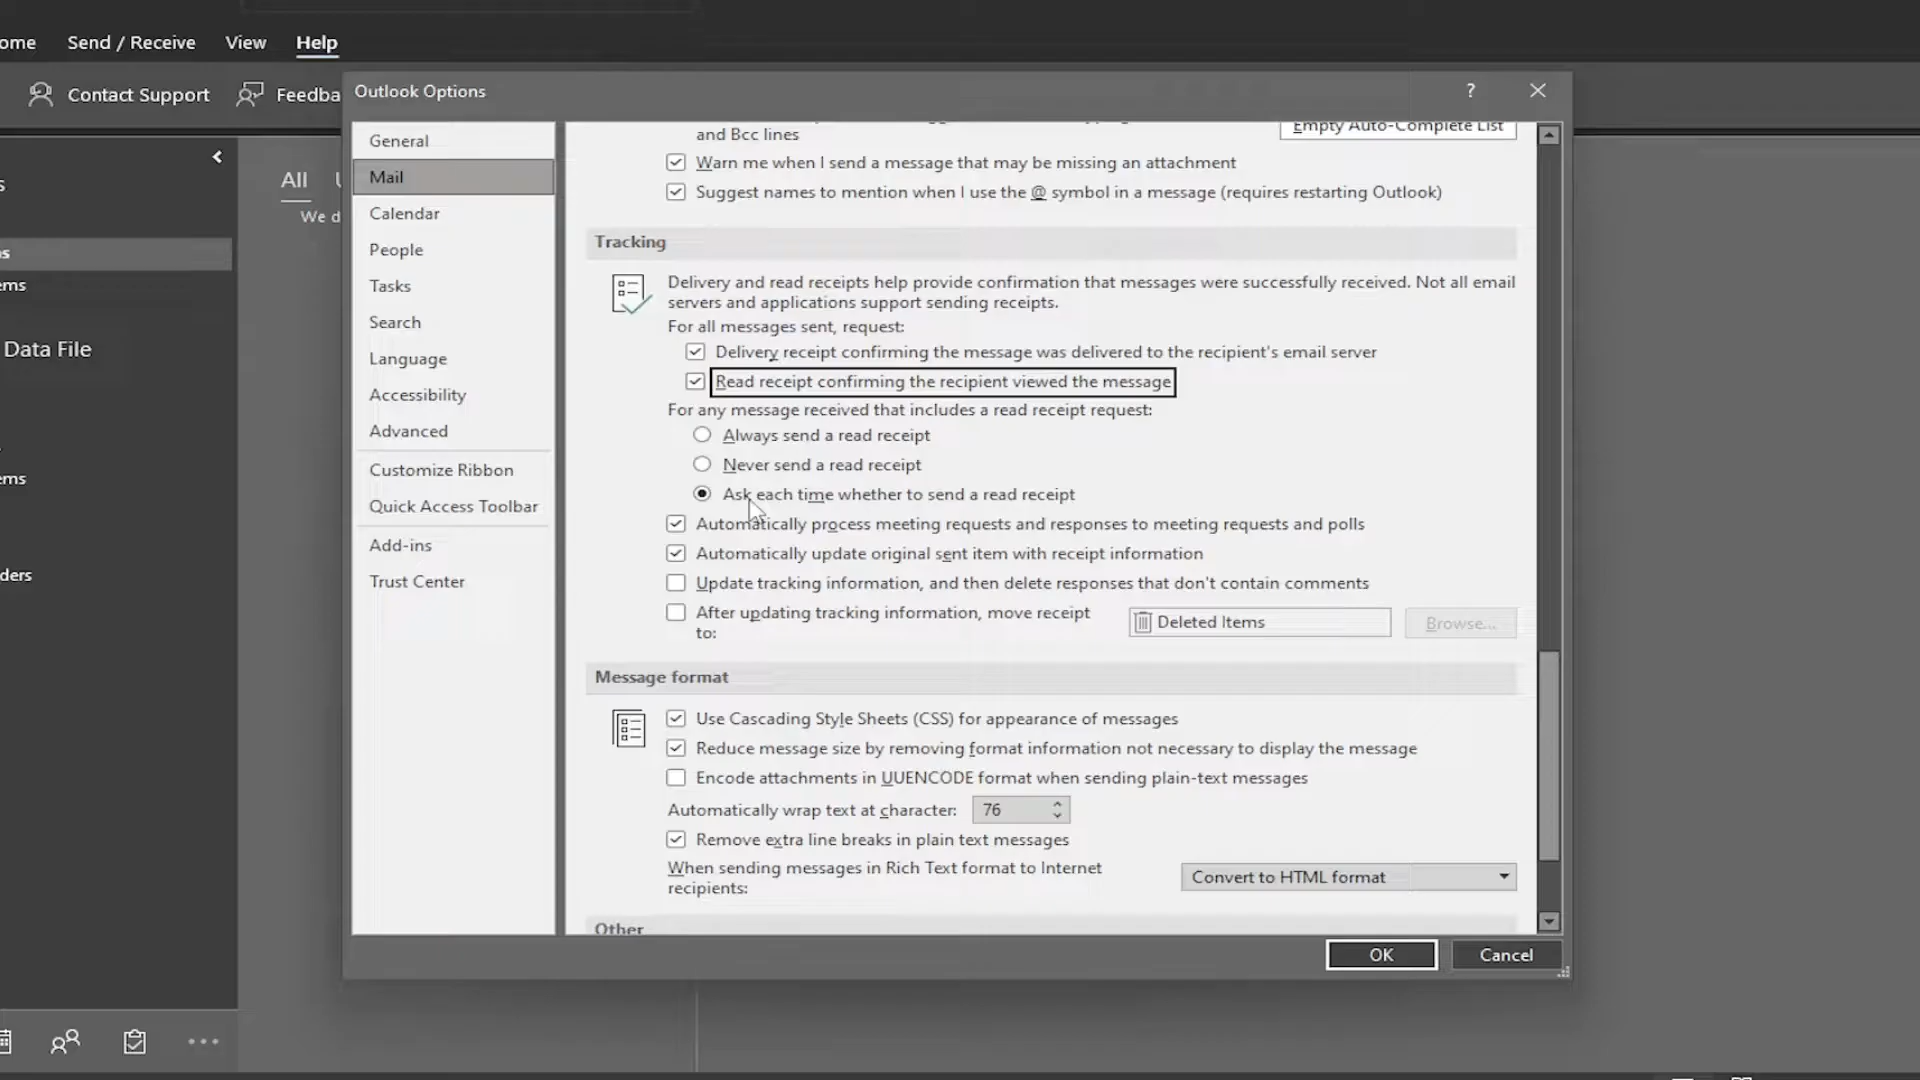 ome Send / Receive View Help
Contact Support Feedba
Outlook Options ?
General
Mail
Calendar
People
Tasks
Search
Language
Accessibility
Advanced
Customize Ribbon
Quick Access Toolbar
Add-ins
Trust Center
s
s
ems
Data File
ems
ders
All
We d
and Bcc lines
Empty Auto-Complete List
Warn me when I send a message that may be missing an attachment
Suggest names to mention when I use the @ symbol in a message (requires restarting Outlook)
Tracking
Delivery and read receipts help provide confirmation that messages were successfully received. Not all email
servers and applications support sending receipts.
For all messages sent, request:
Delivery receipt confirming the message was delivered to the recipient's email server
Read receipt confirming the recipient viewed the message
For any message received that includes a read receipt request:
Always send a read receipt
Never send a read receipt
Ask each time whether to send a read receipt
Automatically process meeting requests and responses to meeting requests and polls
Automatically update original sent item with receipt information
Update tracking information, and then delete responses that don't contain comments
After updating tracking information, move receipt
to:
Deleted Items Browse...
Message format
Use Cascading Style Sheets (CSS) for appearance of messages
Reduce message size by removing format information not necessary to display the message
Encode attachments in UUENCODE format when sending plain-text messages
Automatically wrap text at character: 76
Remove extra line breaks in plain text messages
When sending messages in Rich Text format to Internet
recipients:
Convert to HTML format
Other
OK Cancel